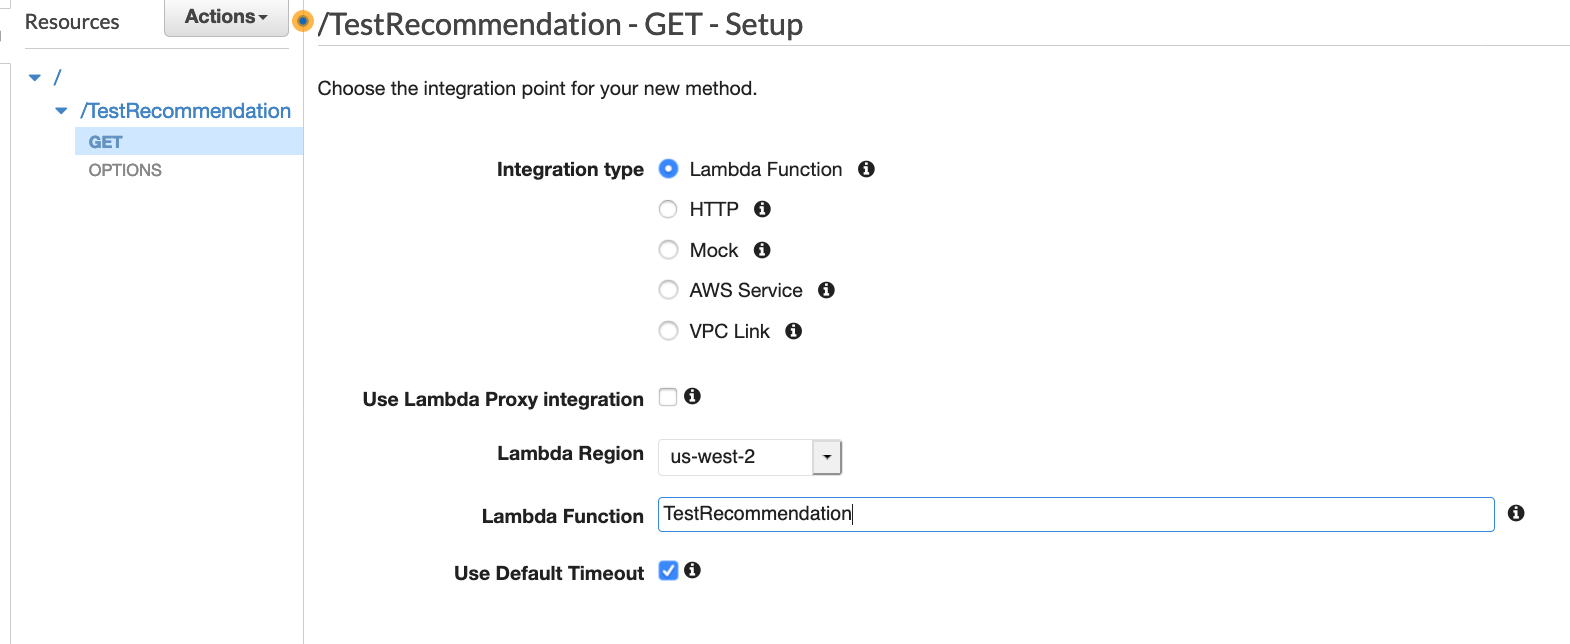 Resources
Actions
/TestRecommendation - GET - Setup
/
/TestRecommendation
GET
OPTIONS
Choose the integration point for your new method.
Integration type
Lambda Function
HTTP
Mock
AWS Service
VPC Link
Use Lambda Proxy integration
Lambda Region us-west-2
Lambda Function TestRecommendation
Use Default Timeout